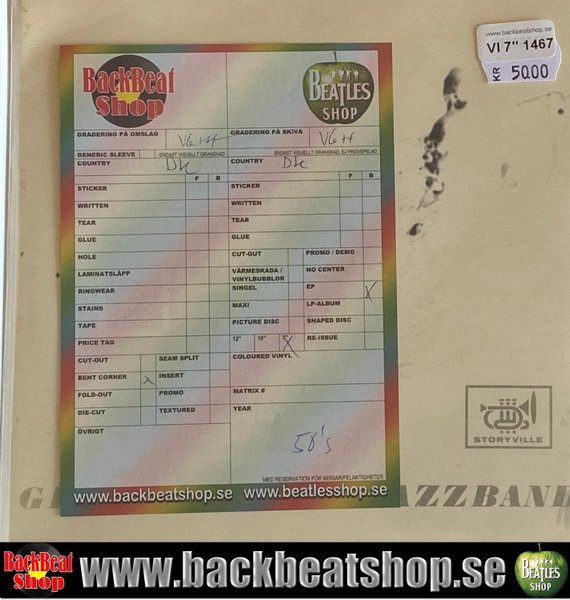 www.backbeatshop.se
VI 7" 1467
KR 50.00
BackBeat Shop
BEATLES SHOP
GRADERING PÅ OMSLAG VG++ GRADERING PÅ SKIVA VG++
GENERIC SLEEVE ENDAST VISUELLT GRANSKAD ENDAST VISUELLT GRANSKAD, EJ PROVSPELAD
COUNTRY DK COUNTRY DK
F B F B
STICKER STICKER
WRITTEN WRITTEN
TEAR TEAR
GLUE GLUE
HOLE CUT-OUT PROMO / DEMO
LAMINATSLÄPP VÄRMESKADA / VINYLBUBBLOR NO CENTER
RINGWEAR SINGEL EP X
STAINS MAXI LP-ALBUM
TAPE PICTURE DISC SHAPED DISC
PRICE TAG 12" 10" X RE-ISSUE
CUT-OUT SEAM SPLIT COLOURED VINYL
BENT CORNER X INSERT
FOLD-OUT PROMO MATRIX #
DIE-CUT TEXTURED YEAR
ÖVRIGT
50's
MED RESERVATION FÖR MISSAR/FELAKTIGHETER
www.backbeatshop.se www.beatlesshop.se
STORYVILLE
G AZZBAND
BackBeat Shop www.backbeatshop.se BEATLES SHOP